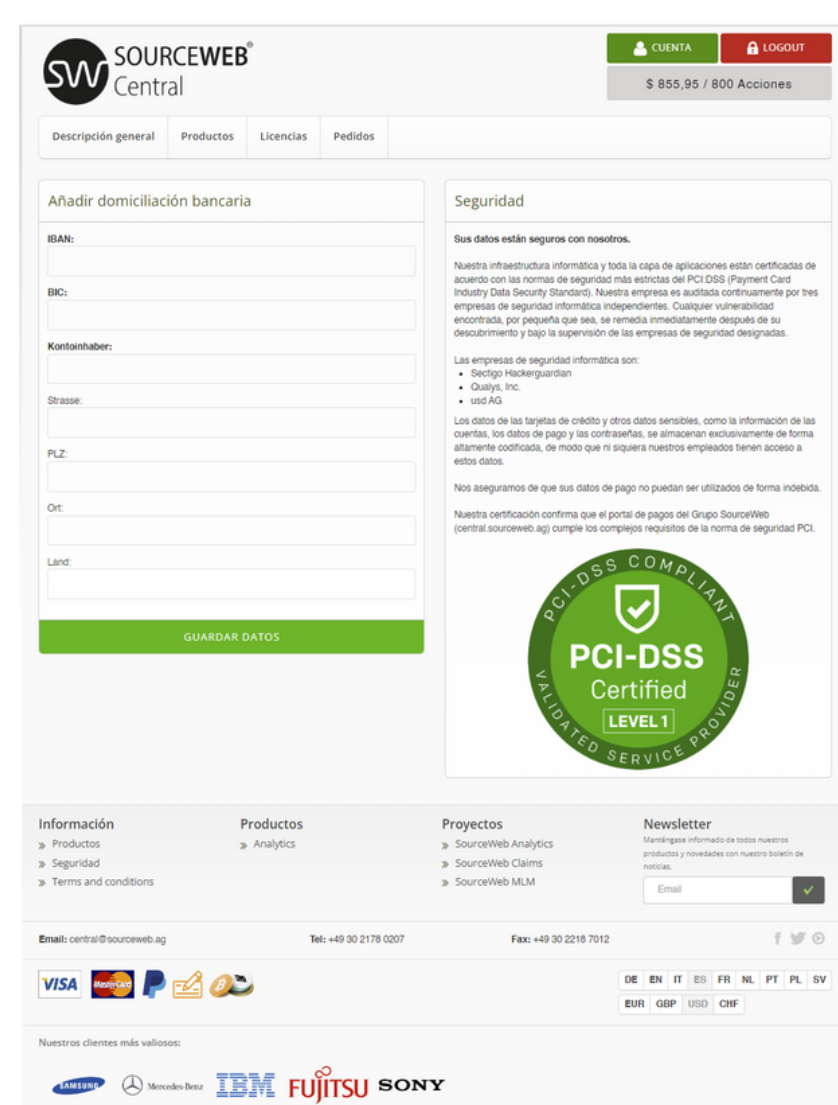 SW SOURCEWEB®
Central
CUENTA
LOGOUT
$ 855,95 / 800 Acciones
Descripción general
Productos
Licencias
Pedidos
Añadir domiciliación bancaria
IBAN:
BIC:
Kontoinhaber:
Strasse:
PLZ:
Ort:
Land:
GUARDAR DATOS
Seguridad
Sus datos están seguros con nosotros.
Nuestra infraestructura informática y toda la capa de aplicaciones están certificadas de
acuerdo con las normas de seguridad más estrictas del PCI:DSS (Payment Card
Industry Data Security Standard). Nuestra empresa es auditada continuamente por tres
empresas de seguridad informática independientes. Cualquier vulnerabilidad
encontrada, por pequeña que sea, se remedia inmediatamente después de su
descubrimiento y bajo la supervisión de las empresas de seguridad designadas.
Las empresas de seguridad informática son:
• Sectigo Hackerguardian
• Qualys, Inc.
• usd AG
Los datos de las tarjetas de crédito y otros datos sensibles, como la información de las
cuentas, los datos de pago y las contraseñas, se almacenan exclusivamente de forma
altamente codificada, de modo que ni siquiera nuestros empleados tienen acceso a
estos datos.
Nos aseguramos de que sus datos de pago no puedan ser utilizados de forma indebida.
Nuestra certificación confirma que el portal de pagos del Grupo SourceWeb
(central.sourceweb.ag) cumple los complejos requisitos de la norma de seguridad PCI.
PCI-DSS COMPLIANT
PCI-DSS
Certified
LEVEL 1
VALIDATED SERVICE PROVIDER
Información
» Productos
» Seguridad
» Terms and conditions
Productos
» Analytics
Proyectos
» SourceWeb Analytics
» SourceWeb Claims
» SourceWeb MLM
Newsletter
Manténgase informado de todos nuestros
productos y novedades con nuestro boletín de
noticias.
Email
Email: central@sourceweb.ag
Tel: +49 30 2178 0207
Fax: +49 30 2218 7012
VISA MasterCard
DE EN IT ES FR NL PT PL SV
EUR GBP USD CHF
Nuestros clientes más valiosos:
SAMSUNG Mercedes-Benz IBM FUJITSU SONY